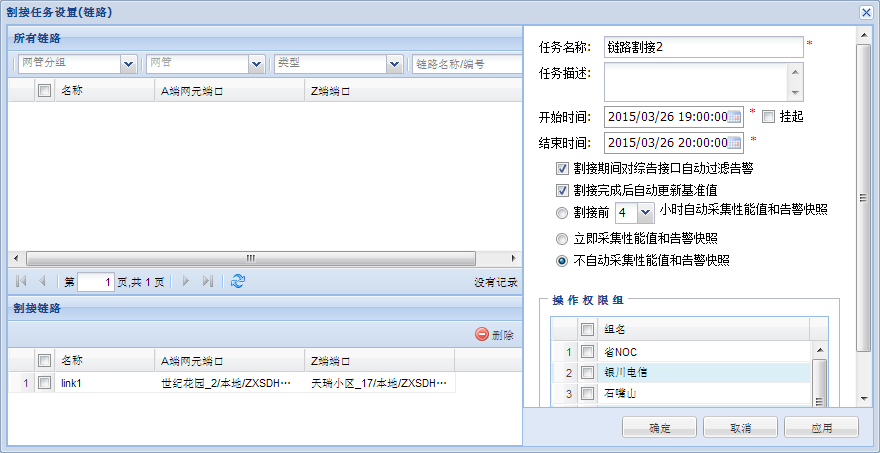 割接任务设置(链路)
所有链路
网管分组 网管 类型 链路名称/编号
名称 A端网元端口 Z端端口
第 1 页,共 1 页 没有记录
割接链路
删除
名称 A端网元端口 Z端端口
1 link1 世纪花园_2/本地/ZXSDH… 天瑞小区_17/本地/ZXSDH…
任务名称: 链路割接2 *
任务描述:
开始时间: 2015/03/26 19:00:00 * 挂起
结束时间: 2015/03/26 20:00:00 *
割接期间对综告接口自动过滤告警
割接完成后自动更新基准值
割接前 4 小时自动采集性能值和告警快照
立即采集性能值和告警快照
不自动采集性能值和告警快照
操作权限组
组名
1 省NOC
2 银川电信
3 石嘴山
确定 取消 应用